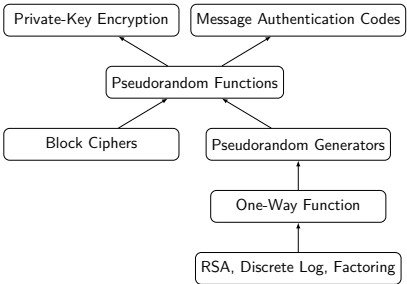 Private-Key Encryption
Message Authentication Codes
Pseudorandom Functions
Block Ciphers
Pseudorandom Generators
One-Way Function
RSA, Discrete Log, Factoring